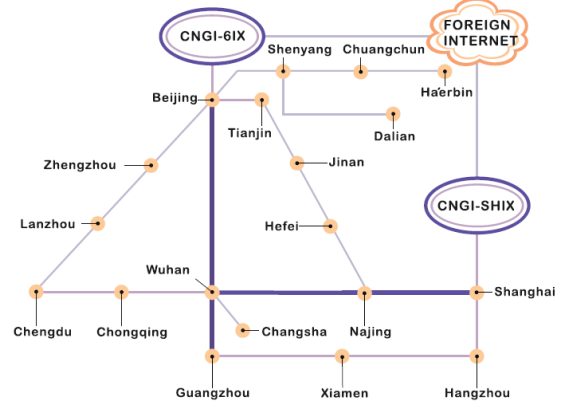 FOREIGN
INTERNET
CNGI-6IX
Shenyang
Chuangchun
Beijing
Ha'erbin
Tianjin
Dalian
Zhengzhou
Jinan
CNGI-SHIX
Lanzhou
Hefei
Wuhan
Shanghai
Chengdu
Chongqing
Changsha
Najing
Guangzhou
Xiamen
Hangzhou